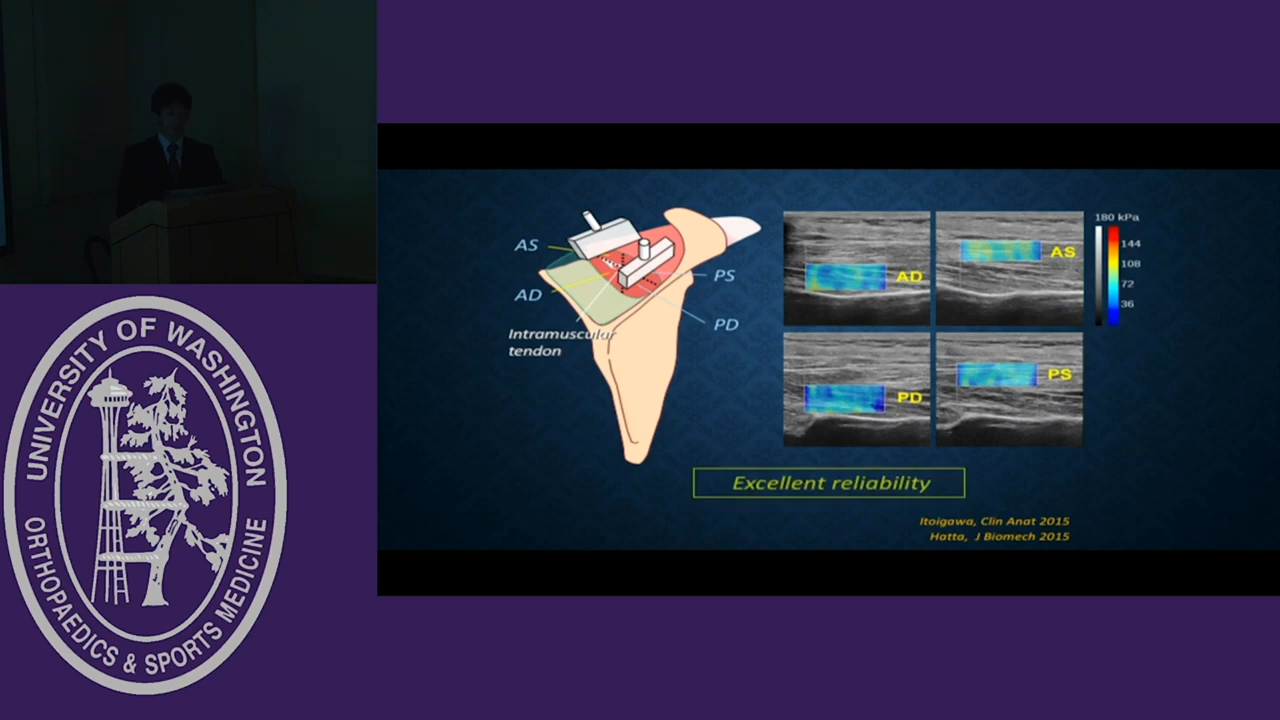 UNIVERSITY OF WASHINGTON
ORTHOPAEDICS & SPORTS MEDICINE
AS
AD
Intramuscular
tendon
PS
PD
AD
AS
PD
PS
180 kPa
144
108
72
36
Excellent reliability
Itoigawa, Clin Anat 2015
Hatta, J Biomech 2015